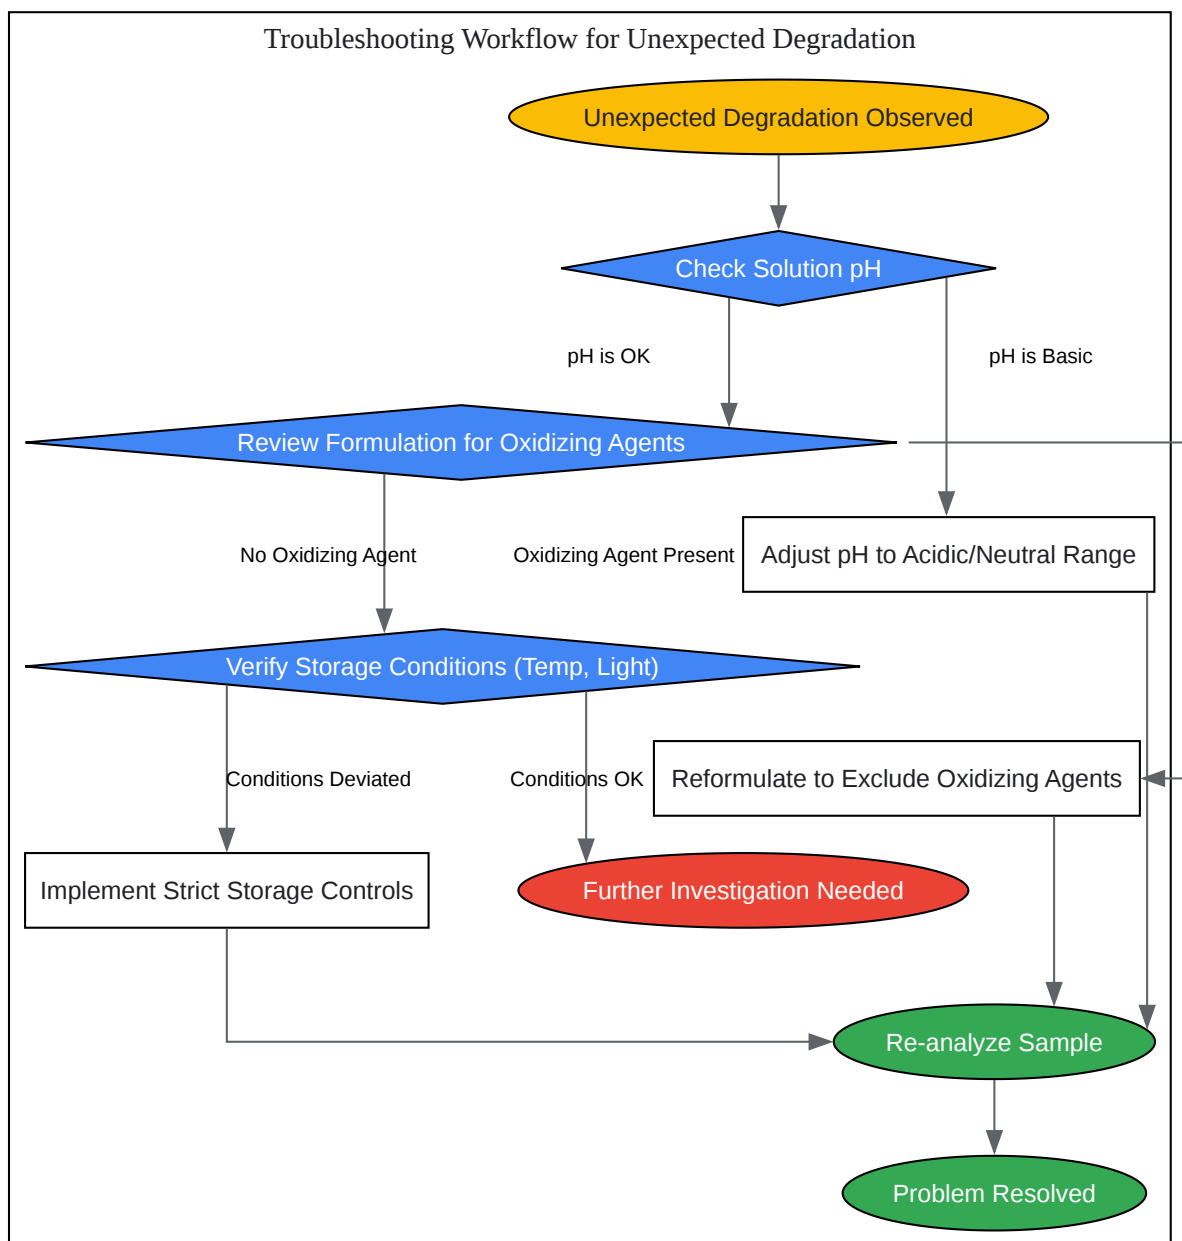 Troubleshooting Workflow for Unexpected Degradation
Unexpected Degradation Observed
Check Solution pH
pH is OK
pH is Basic
Review Formulation for Oxidizing Agents
No Oxidizing Agent
Oxidizing Agent Present
Adjust pH to Acidic/Neutral Range
Verify Storage Conditions (Temp, Light)
Conditions Deviated
Conditions OK
Reformulate to Exclude Oxidizing Agents
Implement Strict Storage Controls
Further Investigation Needed
Re-analyze Sample
Problem Resolved